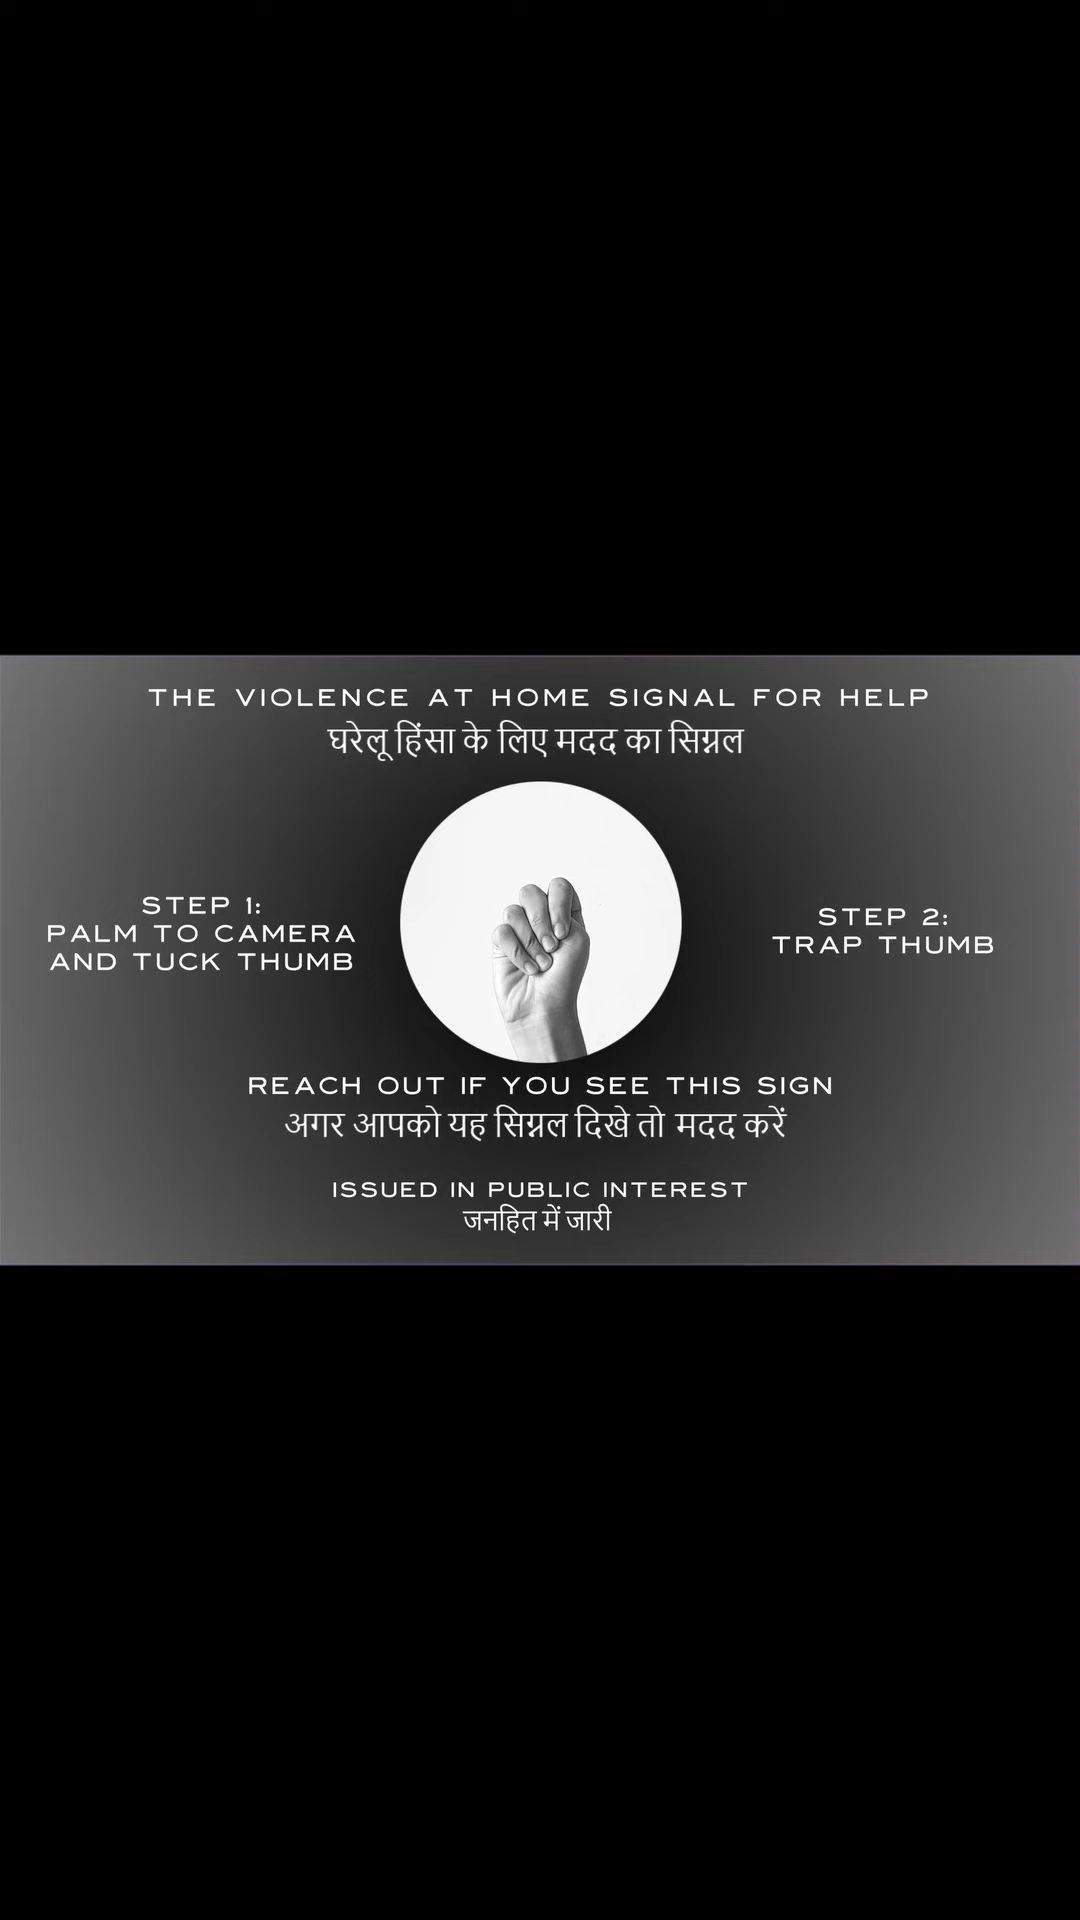 THE VIOLENCE AT HOME SIGNAL FOR HELP
घरेलू हिंसा के लिए मदद का सिग्नल
STEP 1:
PALM TO CAMERA
AND TUCK THUMB
STEP 2:
TRAP THUMB
REACH OUT IF YOU SEE THIS SIGN
अगर आपको यह सिग्नल दिखे तो मदद करें
ISSUED IN PUBLIC INTEREST
जनहित में जारी